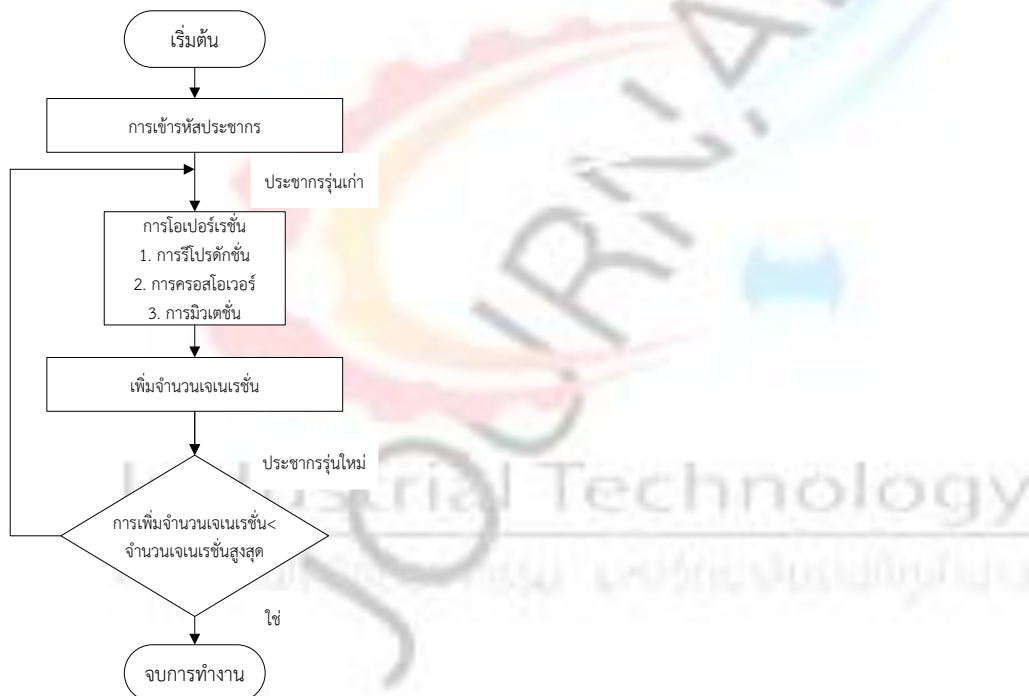 เริ่มต้น
การเข้ารหัสประชากร
ประชากรรุ่นเก่า
การโอเปอร์เรชั่น
1. การรีโปรดักชั่น
2. การครอสโอเวอร์
3. การมิวเตชั่น
เพิ่มจำนวนเจเนเรชั่น
ประชากรรุ่นใหม่
การเพิ่มจำนวนเจเนเรชั่น<
จำนวนเจเนเรชั่นสูงสุด
ใช่
จบการทำงาน
JOURNAL
Industrial Technology